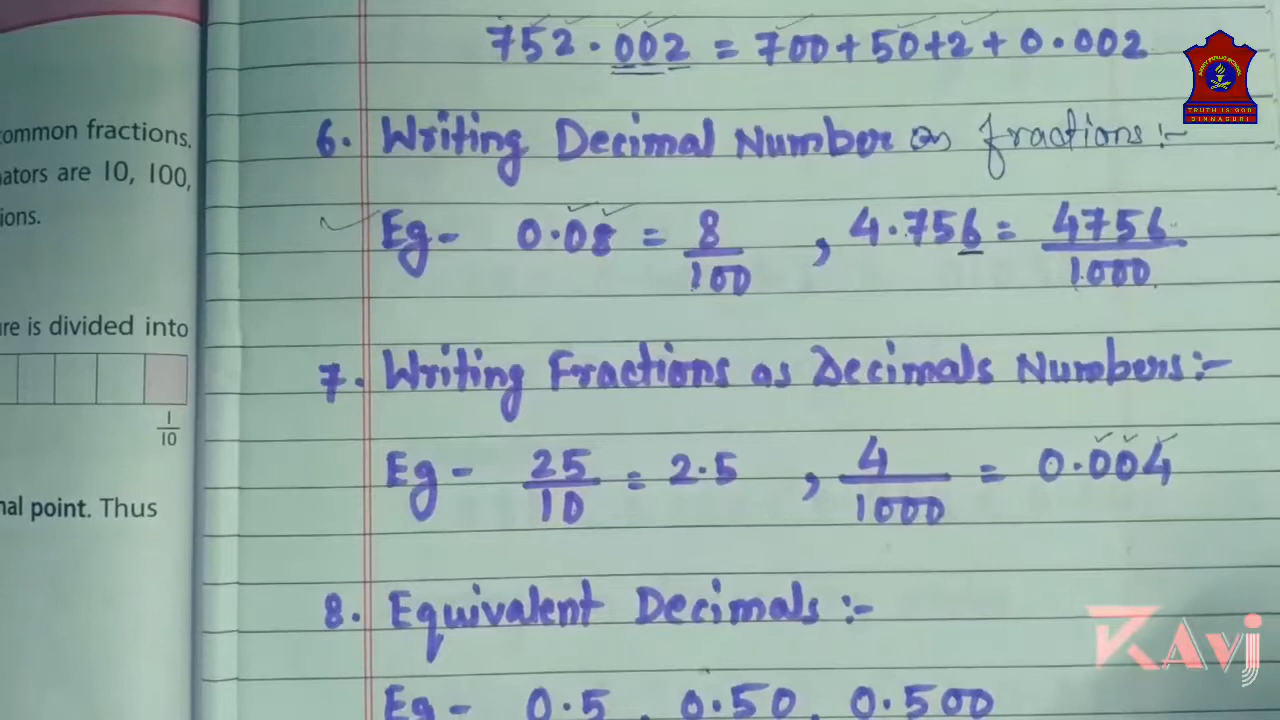 752.002 = 700+50+2+0.002
6. Writing Decimal Number as fractions:-
Eg- 0.08 = 8/100 , 4.756 = 4756/1000
7. Writing Fractions as Decimals Numbers:-
Eg- 25/10 = 2.5 , 4/1000 = 0.004
8. Equivalent Decimals:-
Eg- 0.5, 0.50, 0.500
common fractions.
ators are 10, 100,
ions.
re is divided into
1/10
nal point. Thus
TRUTH IS GOD
BINNAGURI
KAvj